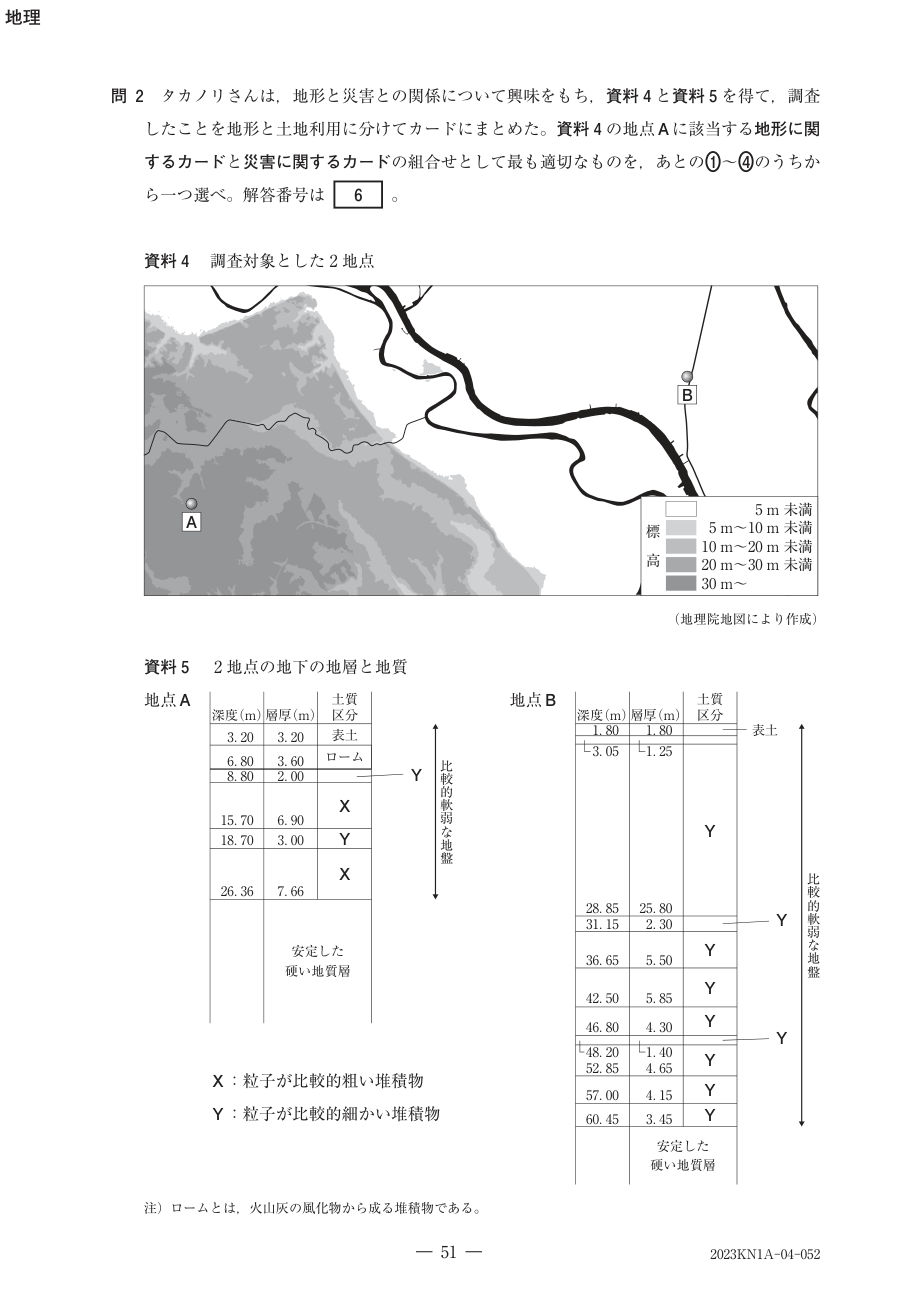 地理
問2 タカノリさんは，地形と災害との関係について興味をもち，資料4と資料5を得て，調査
したことを地形と土地利用に分けてカードにまとめた。資料4の地点Aに該当する地形に関
するカードと災害に関するカードの組合せとして最も適切なものを，あとの①～④のうちか
ら一つ選べ。解答番号は 6 。
資料4 調査対象とした2地点
A
B
標高
5 m 未満
5 m～10 m 未満
10 m～20 m 未満
20 m～30 m 未満
30 m～
（地理院地図により作成）
資料5 2地点の地下の地層と地質
地点A
深度(m) 層厚(m) 土質区分
3.20 3.20 表土
6.80 3.60 ローム
8.80 2.00 Y
15.70 6.90 X
18.70 3.00 Y
26.36 7.66 X
安定した
硬い地質層
比較的軟弱な地盤
X：粒子が比較的粗い堆積物
Y：粒子が比較的細かい堆積物
地点B
深度(m) 層厚(m) 土質区分
1.80 1.80 表土
3.05 1.25
28.85 25.80 Y
31.15 2.30 Y
36.65 5.50 Y
42.50 5.85 Y
46.80 4.30 Y
48.20 1.40 Y
52.85 4.65 Y
57.00 4.15 Y
60.45 3.45 Y
安定した
硬い地質層
比較的軟弱な地盤
注）ロームとは，火山灰の風化物から成る堆積物である。
― 51 ―
2023KN1A-04-052